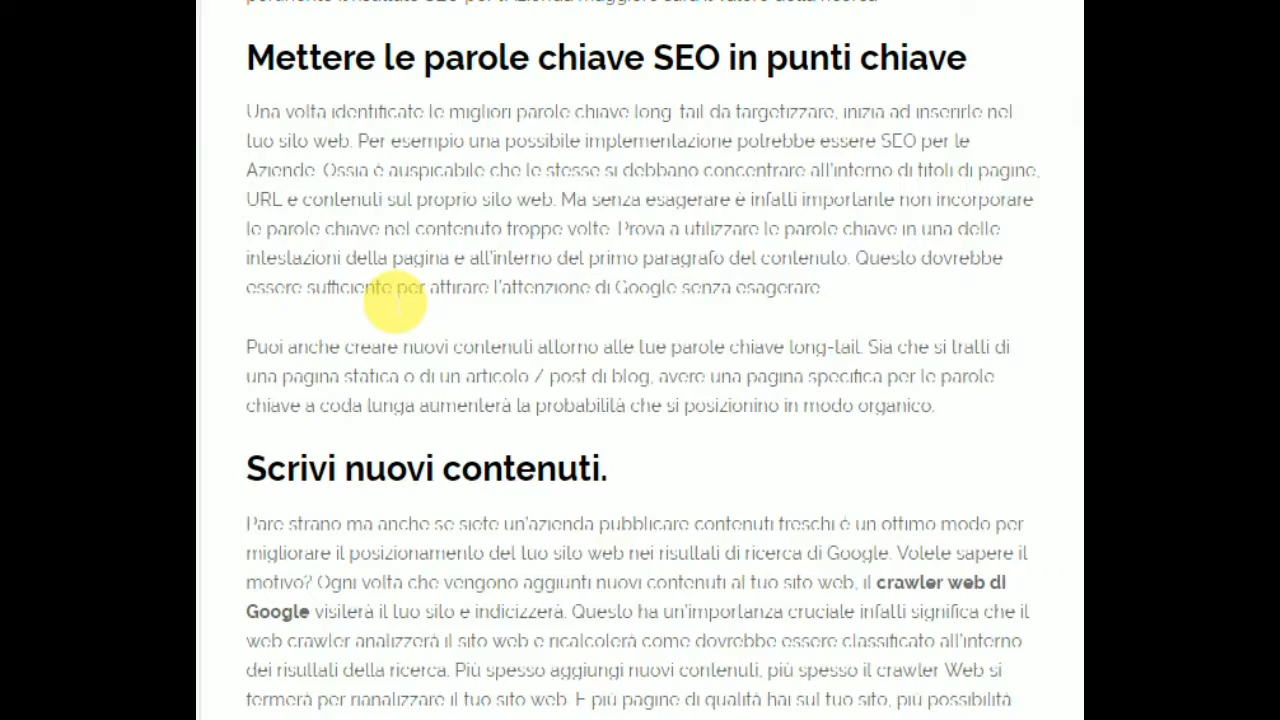 Mettere le parole chiave SEO in punti chiave
Una volta identificate le migliori parole chiave long-tail da targetizzare, inizia ad inserirle nel
tuo sito web. Per esempio una possibile implementazione potrebbe essere SEO per le
Aziende. Ossia è auspicabile che le stesse si debbano concentrare all'interno di titoli di pagine,
URL e contenuti sul proprio sito web. Ma senza esagerare è infatti importante non incorporare
le parole chiave nel contenuto troppe volte. Prova a utilizzare le parole chiave in una delle
intestazioni della pagina e all'interno del primo paragrafo del contenuto. Questo dovrebbe
essere sufficiente per attirare l'attenzione di Google senza esagerare.
Puoi anche creare nuovi contenuti attorno alle tue parole chiave long-tail. Sia che si tratti di
una pagina statica o di un articolo / post di blog, avere una pagina specifica per le parole
chiave a coda lunga aumenterà la probabilità che si posizionino in modo organico.
Scrivi nuovi contenuti.
Pare strano ma anche se siete un'azienda pubblicare contenuti freschi è un ottimo modo per
migliorare il posizionamento del tuo sito web nei risultati di ricerca di Google. Volete sapere il
motivo? Ogni volta che vengono aggiunti nuovi contenuti al tuo sito web, il crawler web di
Google visiterà il tuo sito e indicizzerà. Questo ha un'importanza cruciale infatti significa che il
web crawler analizzerà il sito web e ricalcolerà come dovrebbe essere classificato all'interno
dei risultati della ricerca. Più spesso aggiungi nuovi contenuti, più spesso il crawler Web si
fermerà per rianalizzare il tuo sito web. E più pagine di qualità hai sul tuo sito, più possibilità